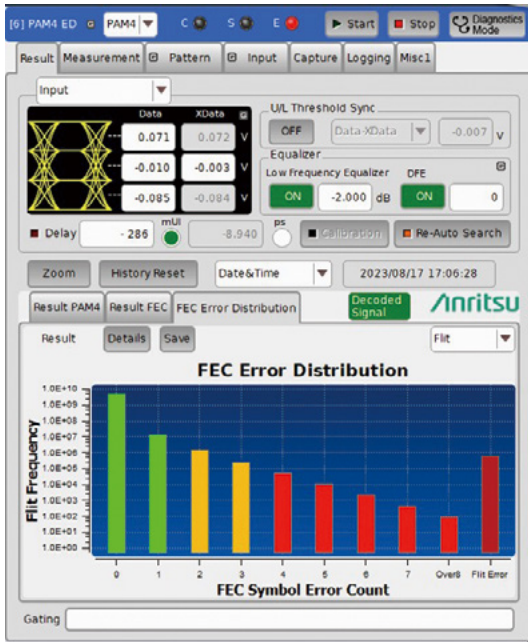 [6] PAM4 ED PAM4 C S E Start Stop Diagnostics Mode
Result Measurement Pattern Input Capture Logging Misc1
Input
Data XData
0.071 0.072 V
-0.010 -0.003 V
-0.085 -0.084 V
U/L Threshold Sync
OFF Data-XData -0.007 V
Equalizer
Low Frequency Equalizer DFE
ON -2.000 dB ON 0
Delay -286 mUI -8.940 ps Calibration Re-Auto Search
Zoom History Reset Date&Time 2023/08/17 17:06:28
Result PAM4 Result FEC FEC Error Distribution Decoded Signal Anritsu
Result Details Save Flit
FEC Error Distribution
Flit Frequency
1.0E+10
1.0E+09
1.0E+08
1.0E+07
1.0E+06
1.0E+05
1.0E+04
1.0E+03
1.0E+02
1.0E+01
1.0E+00
0 1 2 3 4 5 6 7 Over8 Flit Error
FEC Symbol Error Count
Gating